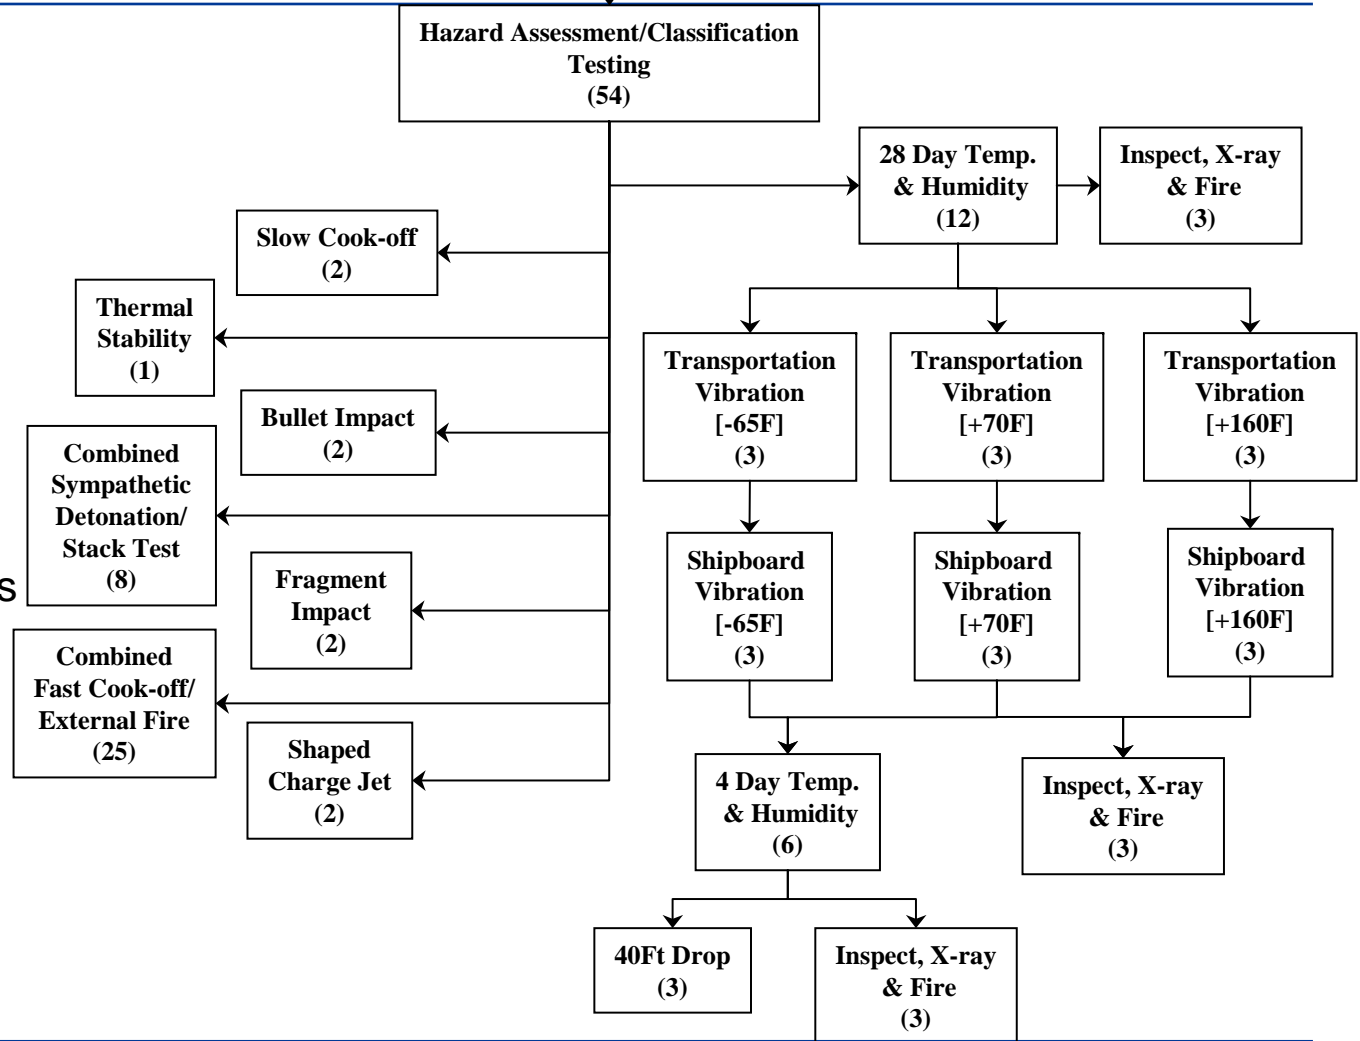 Hazard Assessment/Classification
Testing
(54)
28 Day Temp.
& Humidity
(12)
Inspect, X-ray
& Fire
(3)
Slow Cook-off
(2)
Thermal
Stability
(1)
Bullet Impact
(2)
Combined
Sympathetic
Detonation/
Stack Test
(8)
s
Fragment
Impact
(2)
Combined
Fast Cook-off/
External Fire
(25)
Shaped
Charge Jet
(2)
Transportation
Vibration
[-65F]
(3)
Transportation
Vibration
[+70F]
(3)
Transportation
Vibration
[+160F]
(3)
Shipboard
Vibration
[-65F]
(3)
Shipboard
Vibration
[+70F]
(3)
Shipboard
Vibration
[+160F]
(3)
4 Day Temp.
& Humidity
(6)
Inspect, X-ray
& Fire
(3)
40Ft Drop
(3)
Inspect, X-ray
& Fire
(3)